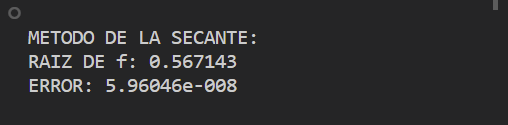 METODO DE LA SECANTE:
RAIZ DE f: 0.567143
ERROR: 5.96046e-008